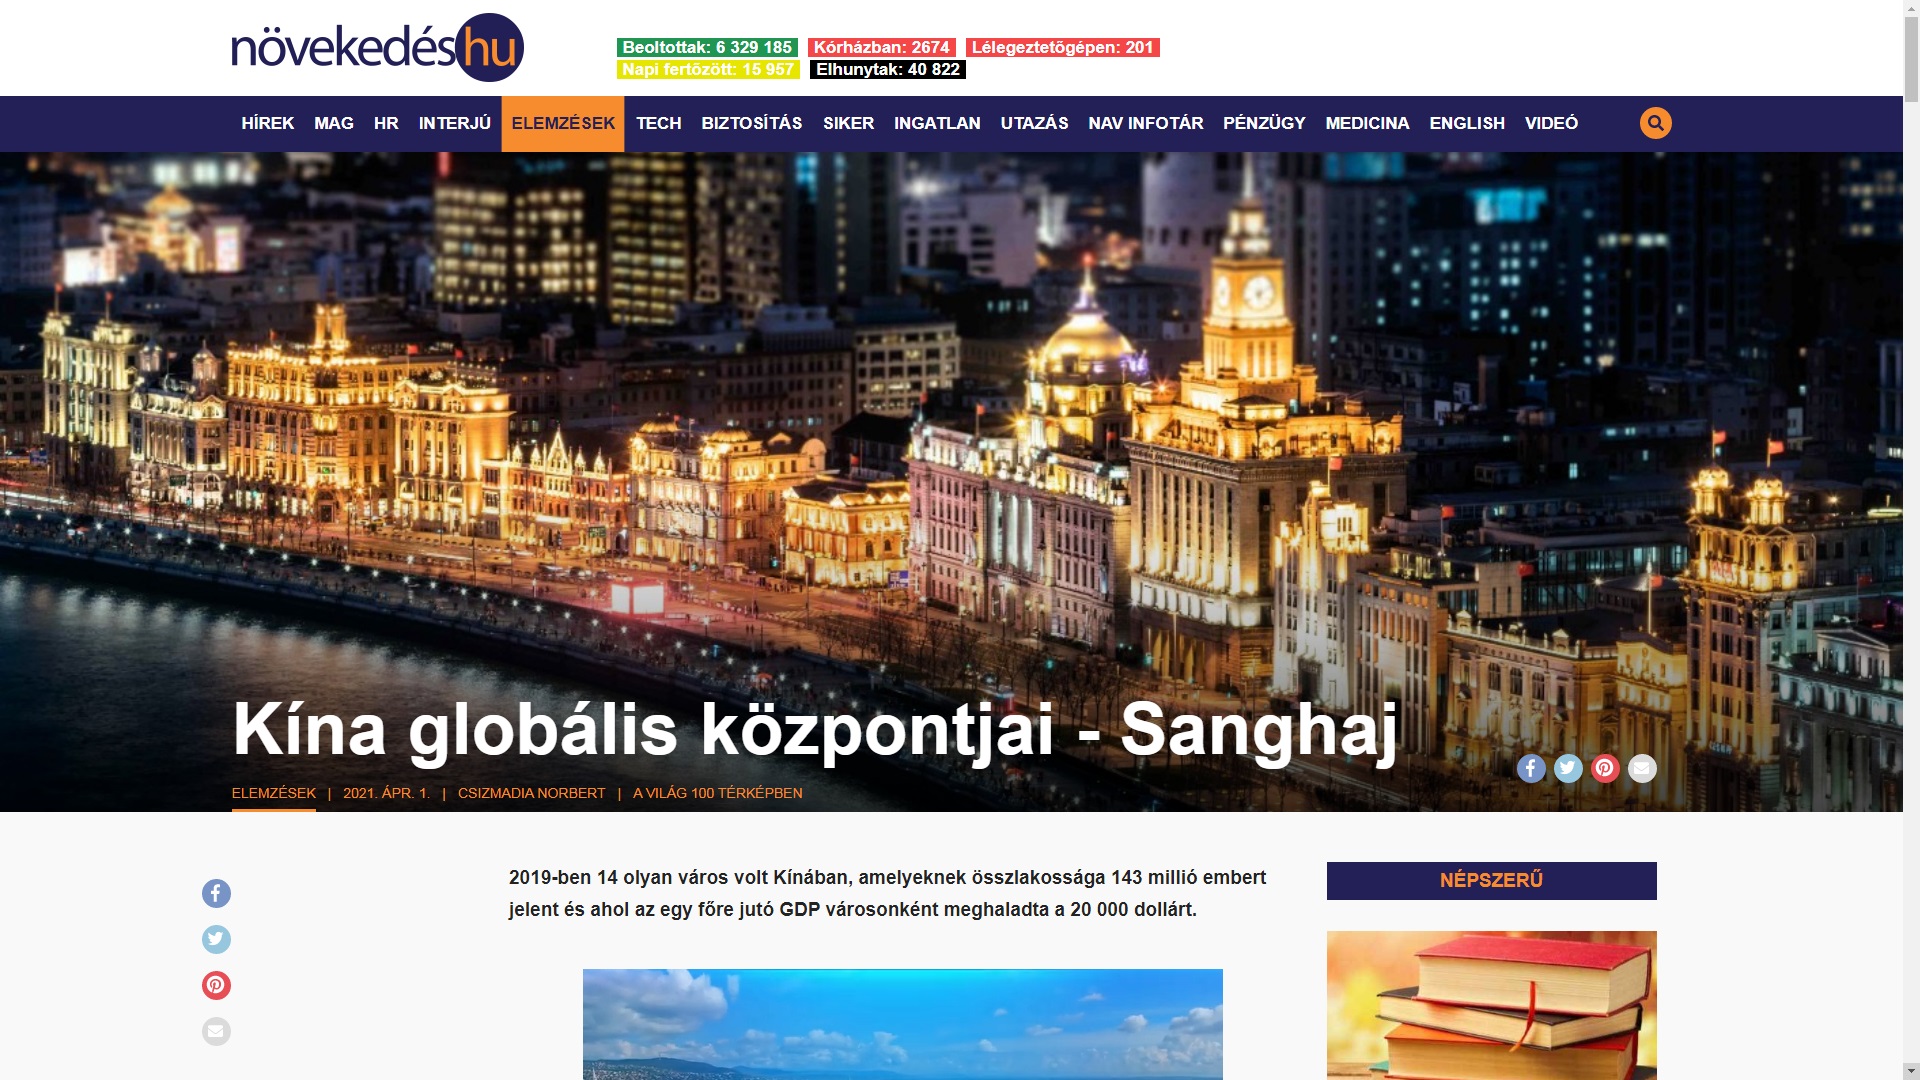 növekedéshu
Beoltottak: 6 329 185 Kórházban: 2674 Lélegeztetőgépen: 201
Napi fertőzött: 15 957 Elhunytak: 40 822
HÍREK MAG HR INTERJÚ ELEMZÉSEK TECH BIZTOSÍTÁS SIKER INGATLAN UTAZÁS NAV INFOTÁR PÉNZÜGY MEDICINA ENGLISH VIDEÓ
Kína globális központjai - Sanghaj
ELEMZÉSEK | 2021. ÁPR. 1. | CSIZMADIA NORBERT | A VILÁG 100 TÉRKÉPBEN
2019-ben 14 olyan város volt Kínában, amelyeknek összlakossága 143 millió embert
jelent és ahol az egy főre jutó GDP városonként meghaladta a 20 000 dollárt.
NÉPSZERŰ